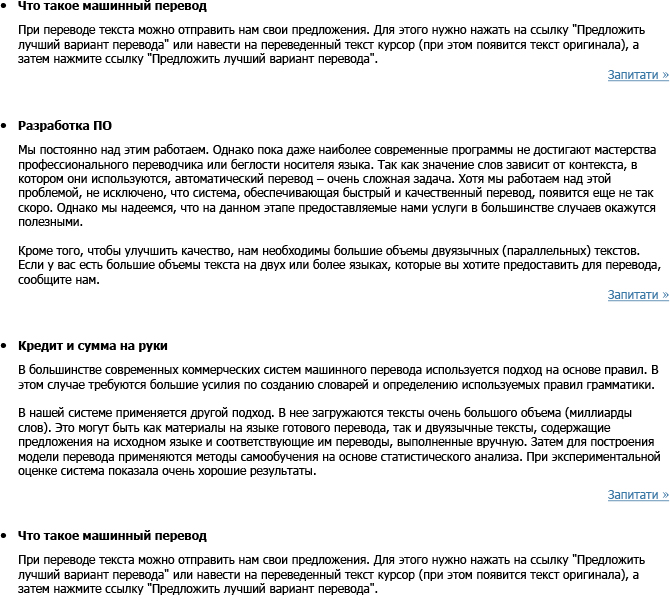 Что такое машинный перевод
При переводе текста можно отправить нам свои предложения. Для этого нужно нажать на ссылку "Предложить
лучший вариант перевода" или навести на переведенный текст курсор (при этом появится текст оригинала), а
затем нажмите ссылку "Предложить лучший вариант перевода".
Запитати »
Разработка ПО
Мы постоянно над этим работаем. Однако пока даже наиболее современные программы не достигают мастерства
профессионального переводчика или беглости носителя языка. Так как значение слов зависит от контекста, в
котором они используются, автоматический перевод – очень сложная задача. Хотя мы работаем над этой
проблемой, не исключено, что система, обеспечивающая быстрый и качественный перевод, появится еще не так
скоро. Однако мы надеемся, что на данном этапе предоставляемые нами услуги в большинстве случаев окажутся
полезными.
Кроме того, чтобы улучшить качество, нам необходимы большие объемы двуязычных (параллельных) текстов.
Если у вас есть большие объемы текста на двух или более языках, которые вы хотите предоставить для перевода,
сообщите нам.
Запитати »
Кредит и сумма на руки
В большинстве современных коммерческих систем машинного перевода используется подход на основе правил. В
этом случае требуются большие усилия по созданию словарей и определению используемых правил грамматики.
В нашей системе применяется другой подход. В нее загружаются тексты очень большого объема (миллиарды
слов). Это могут быть как материалы на языке готового перевода, так и двуязычные тексты, содержащие
предложения на исходном языке и соответствующие им переводы, выполненные вручную. Затем для построения
модели перевода применяются методы самообучения на основе статистического анализа. При экспериментальной
оценке система показала очень хорошие результаты.
Запитати »
Что такое машинный перевод
При переводе текста можно отправить нам свои предложения. Для этого нужно нажать на ссылку "Предложить
лучший вариант перевода" или навести на переведенный текст курсор (при этом появится текст оригинала), а
затем нажмите ссылку "Предложить лучший вариант перевода".